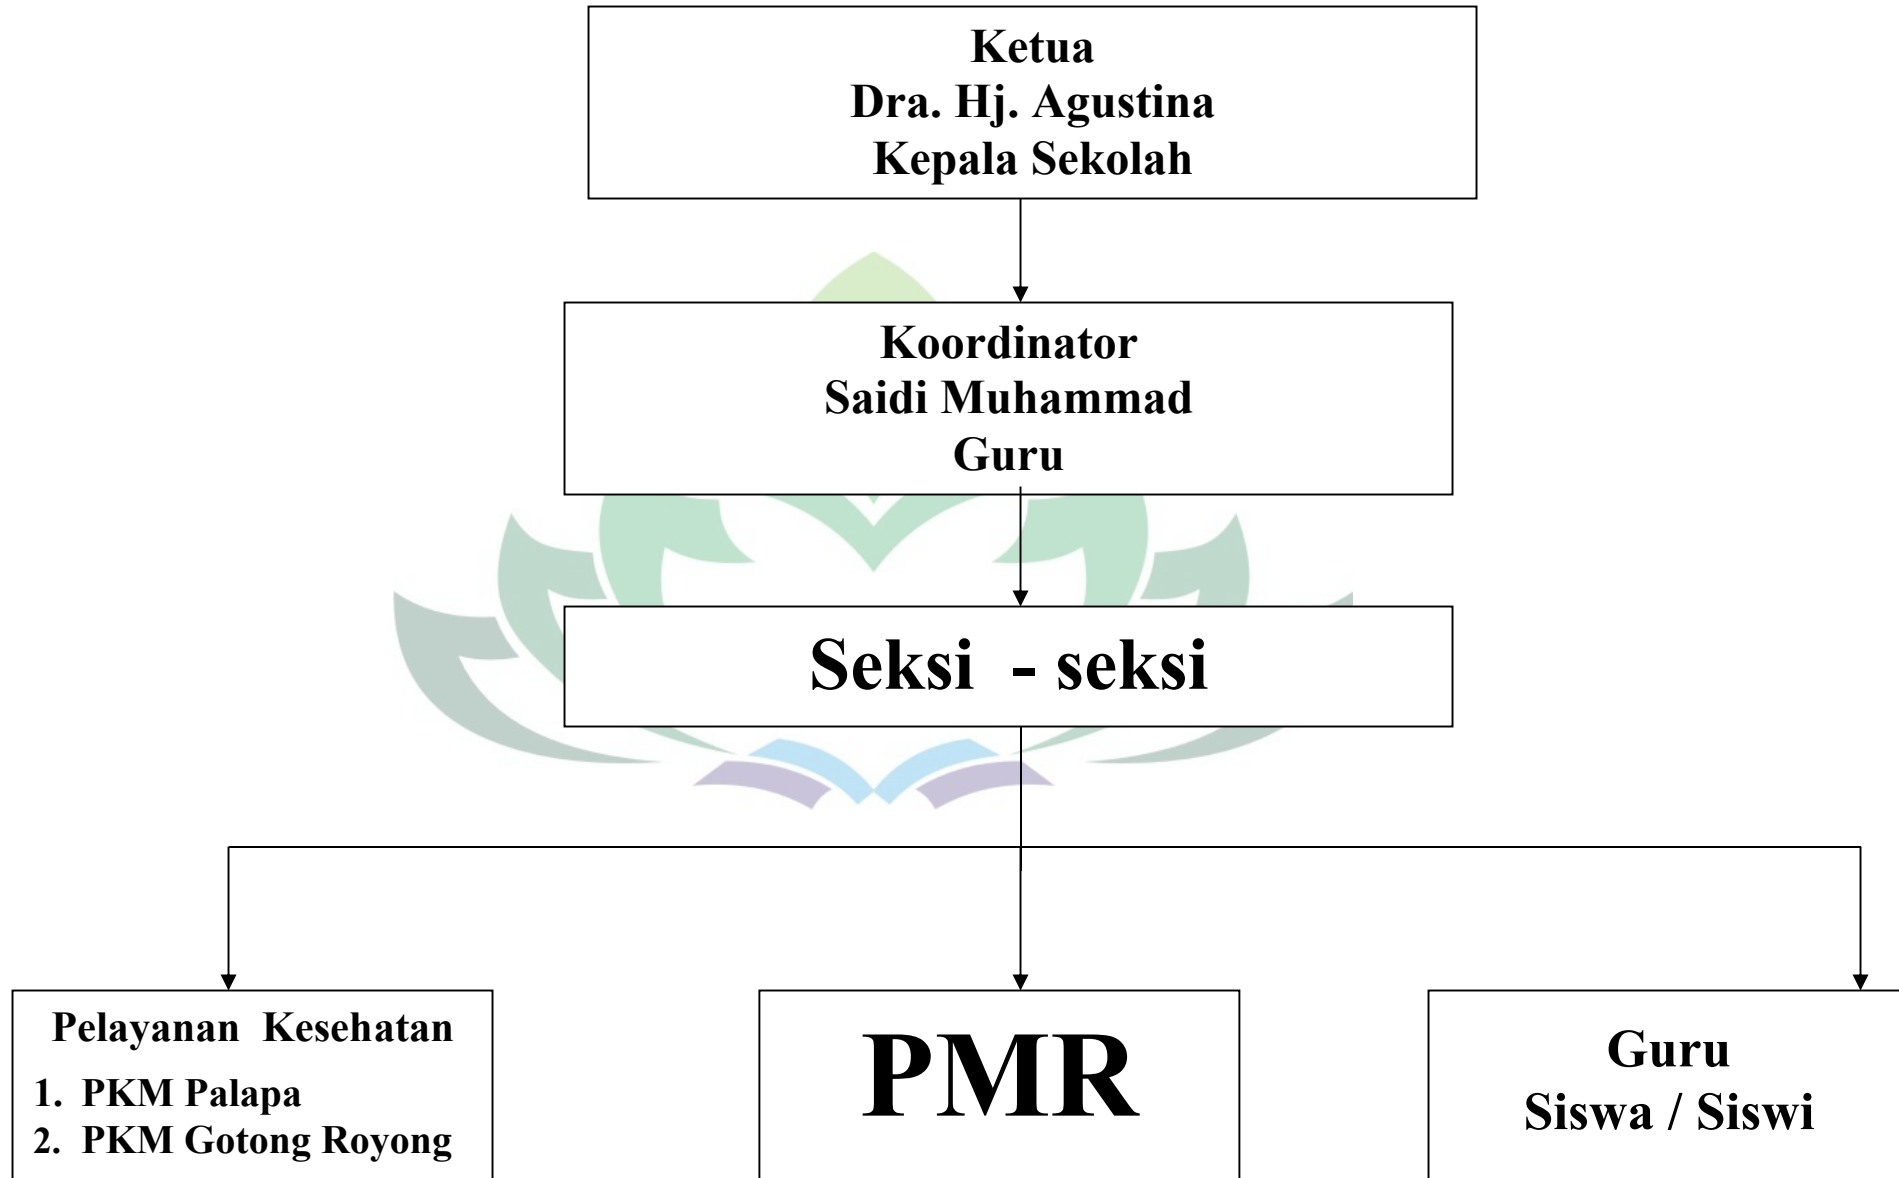 Ketua
Dra. Hj. Agustina
Kepala Sekolah
Koordinator
Saidi Muhammad
Guru
Seksi - seksi
Pelayanan Kesehatan
1. PKM Palapa
2. PKM Gotong Royong
PMR
Guru
Siswa / Siswi